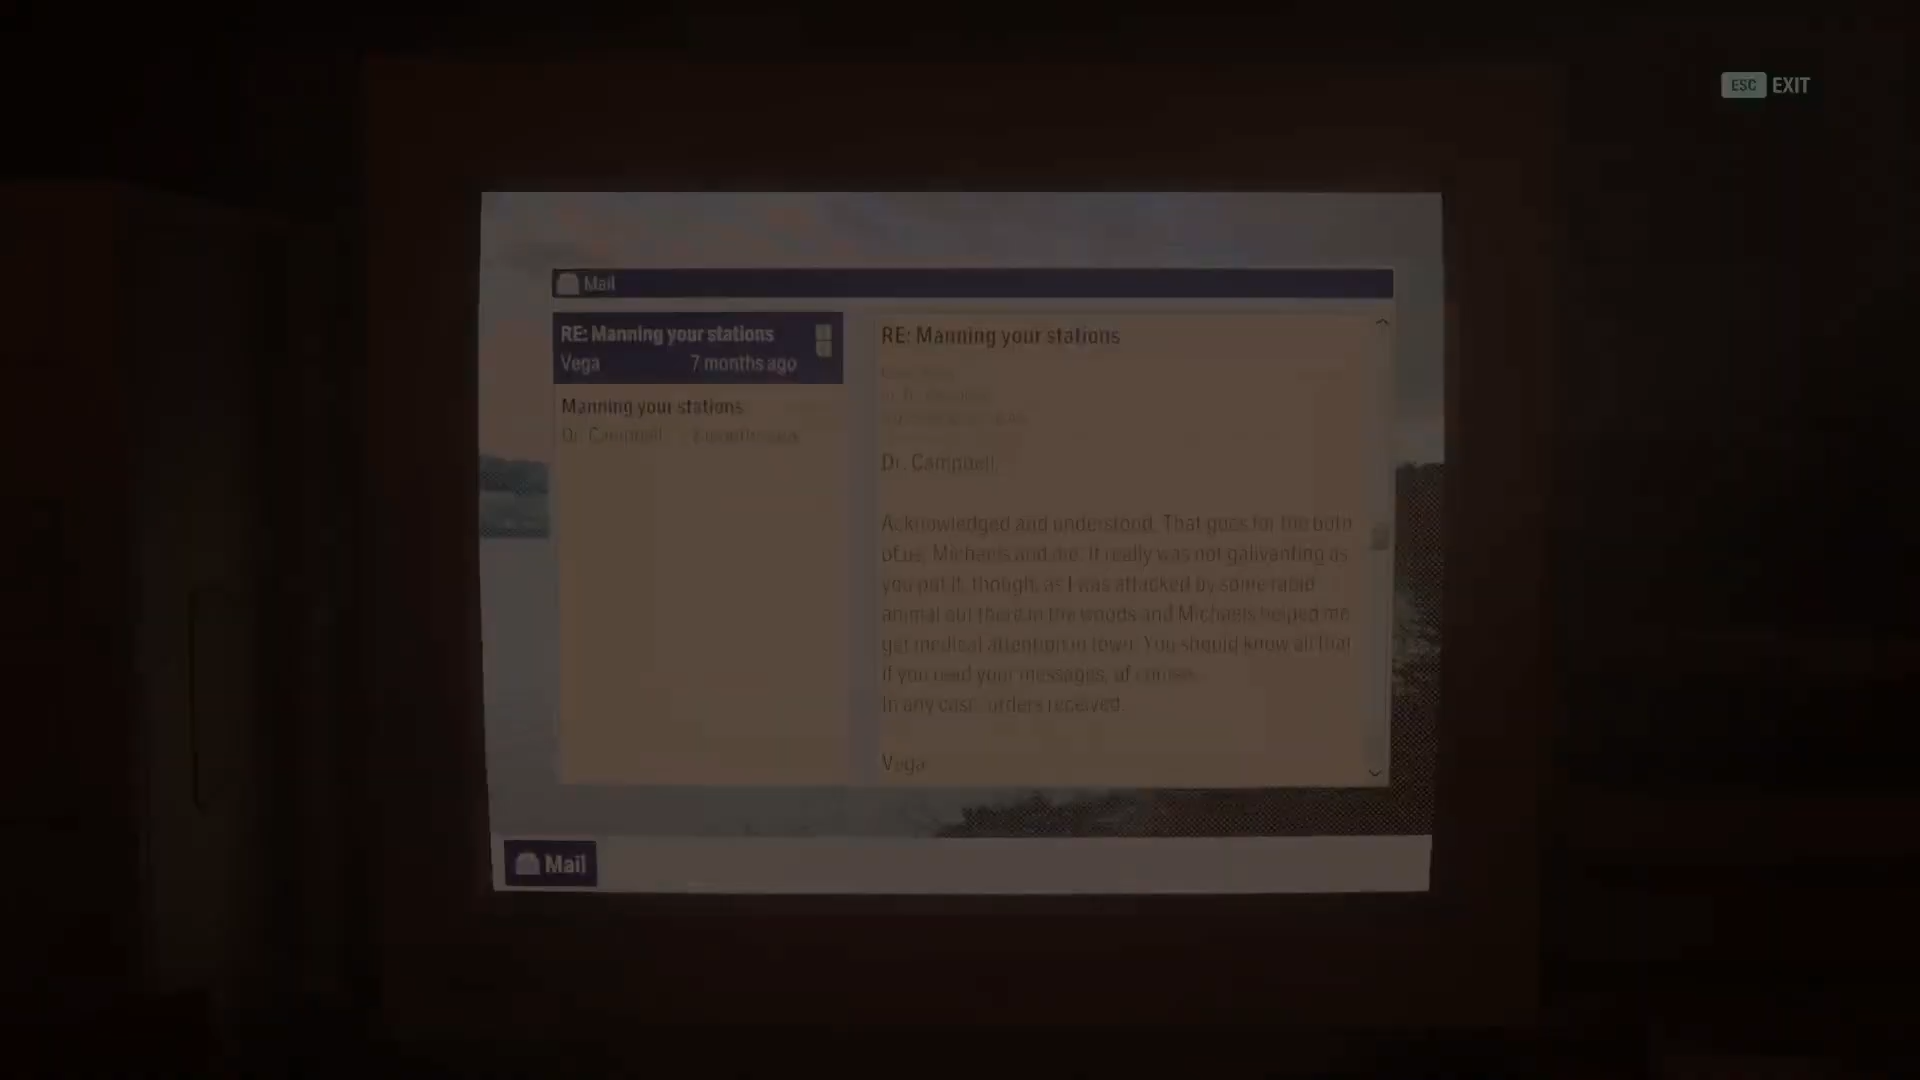 ESC EXIT
Mail
RE: Manning your stations
Vega 7 months ago
Manning your stations
Dr. Campbell
RE: Manning your stations
Dr. Campbell,
Acknowledged and understood. That goes for the both
of us, Michaels and me. It really was not galivanting as
you put it, though, as I was attacked by some rabid
animal out there in the woods and Michaels helped me
get medical attention in town. You should know all that
if you read your messages, of course.
In any case, orders received.
Vega
Mail